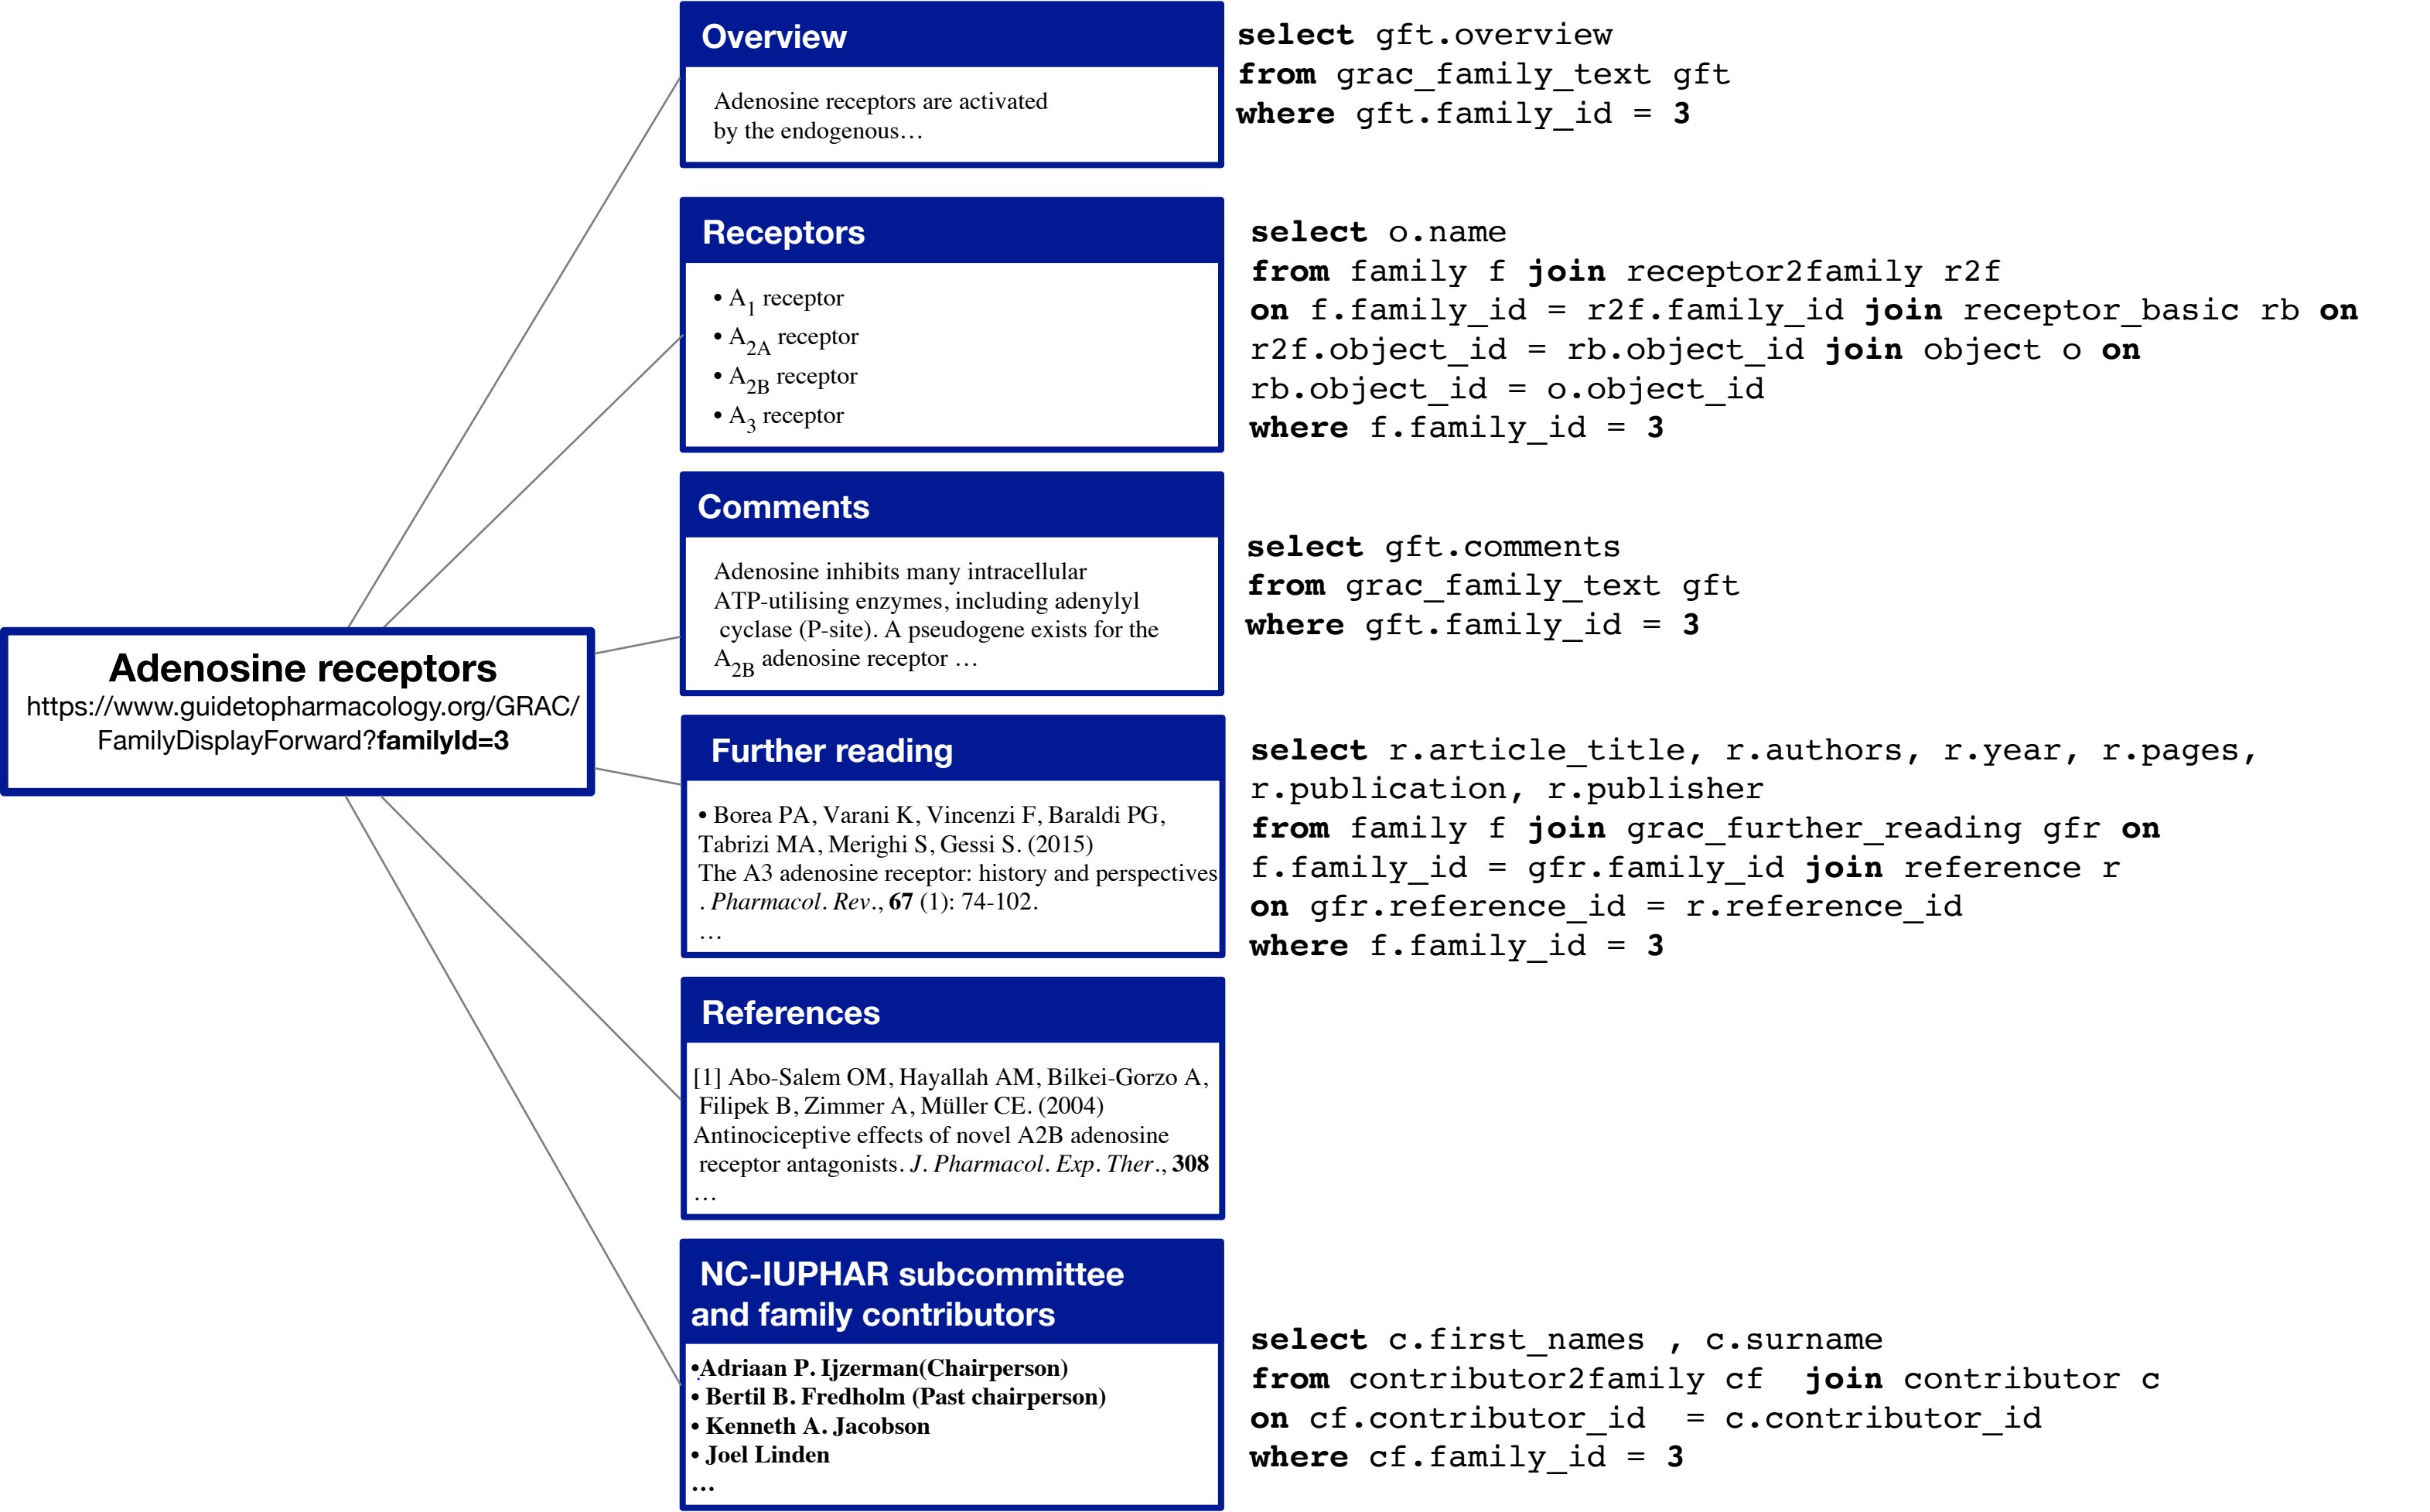 Overview
Adenosine receptors are activated
by the endogenous…
select gft.overview
from grac_family_text gft
where gft.family_id = 3
Receptors
• A1 receptor
• A2A receptor
• A2B receptor
• A3 receptor
select o.name
from family f join receptor2family r2f
on f.family_id = r2f.family_id join receptor_basic rb on
r2f.object_id = rb.object_id join object o on
rb.object_id = o.object_id
where f.family_id = 3
Comments
Adenosine inhibits many intracellular
ATP-utilising enzymes, including adenylyl
cyclase (P-site). A pseudogene exists for the
A2B adenosine receptor …
select gft.comments
from grac_family_text gft
where gft.family_id = 3
Adenosine receptors
https://www.guidetopharmacology.org/GRAC/
FamilyDisplayForward?familyId=3
Further reading
• Borea PA, Varani K, Vincenzi F, Baraldi PG,
Tabrizi MA, Merighi S, Gessi S. (2015)
The A3 adenosine receptor: history and perspectives
. Pharmacol. Rev., 67 (1): 74-102.
…
select r.article_title, r.authors, r.year, r.pages,
r.publication, r.publisher
from family f join grac_further_reading gfr on
f.family_id = gfr.family_id join reference r
on gfr.reference_id = r.reference_id
where f.family_id = 3
References
[1] Abo-Salem OM, Hayallah AM, Bilkei-Gorzo A,
Filipek B, Zimmer A, Müller CE. (2004)
Antinociceptive effects of novel A2B adenosine
receptor antagonists. J. Pharmacol. Exp. Ther., 308
…
NC-IUPHAR subcommittee
and family contributors
•Adriaan P. Ijzerman(Chairperson)
• Bertil B. Fredholm (Past chairperson)
• Kenneth A. Jacobson
• Joel Linden
…
select c.first_names , c.surname
from contributor2family cf join contributor c
on cf.contributor_id = c.contributor_id
where cf.family_id = 3